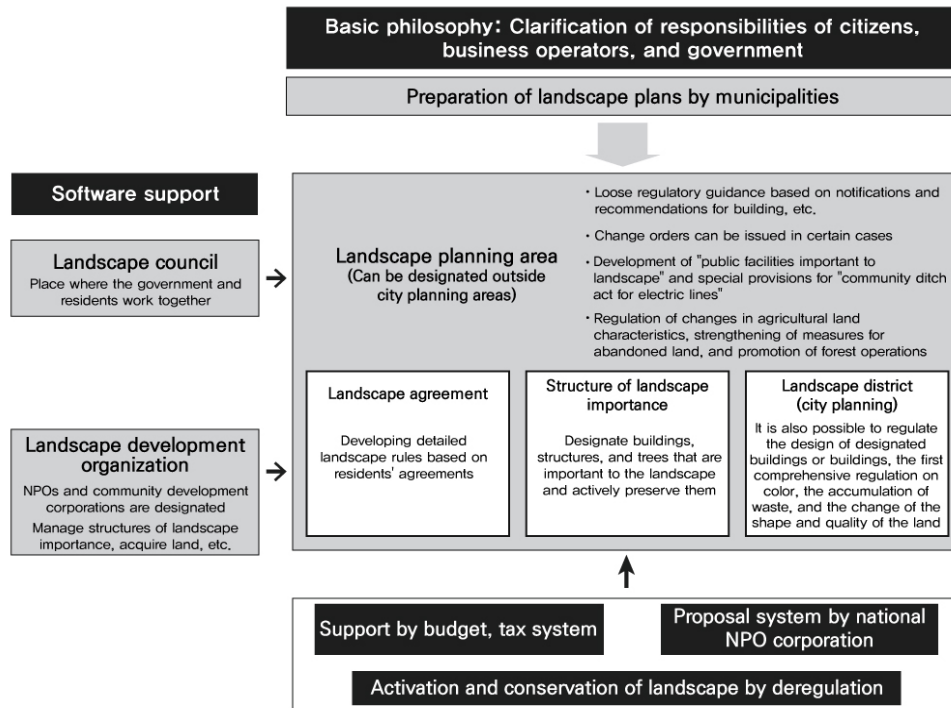 Basic philosophy: Clarification of responsibilities of citizens,
business operators, and government
Preparation of landscape plans by municipalities
Software support
Landscape council
Place where the government and
residents work together
Landscape development
organization
NPOs and community development
corporations are designated
Manage structures of landscape
importance, acquire land, etc.
Landscape planning area
(Can be designated outside
city planning areas)
· Loose regulatory guidance based on notifications and
recommendations for building, etc.
· Change orders can be issued in certain cases
· Development of "public facilities important to
landscape" and special provisions for "community ditch
act for electric lines"
· Regulation of changes in agricultural land
characteristics, strengthening of measures for
abandoned land, and promotion of forest operations
Landscape agreement
Developing detailed
landscape rules based on
residents' agreements
Structure of landscape
importance
Designate buildings,
structures, and trees that are
important to the landscape
and actively preserve them
Landscape district
(city planning)
It is also possible to regulate
the design of designated
buildings or buildings, the first
comprehensive regulation on
color, the accumulation of
waste, and the change of the
shape and quality of the land
Support by budget, tax system
Proposal system by national
NPO corporation
Activation and conservation of landscape by deregulation